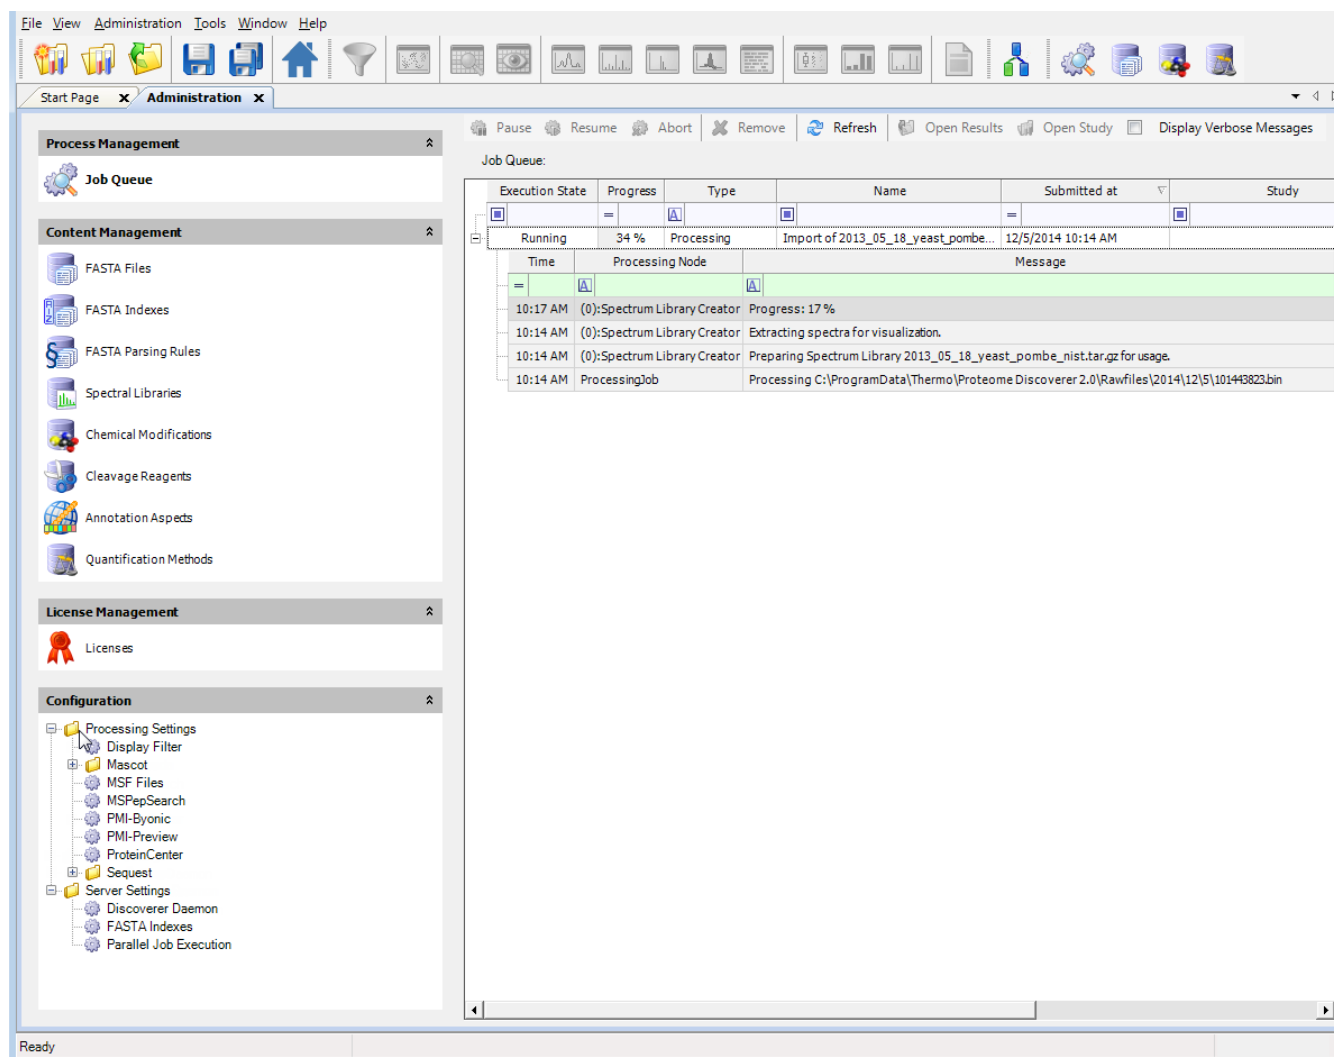 File View Administration Tools Window Help
Start Page x Administration x
Process Management
Job Queue
Content Management
FASTA Files
FASTA Indexes
FASTA Parsing Rules
Spectral Libraries
Chemical Modifications
Cleavage Reagents
Annotation Aspects
Quantification Methods
License Management
Licenses
Configuration
Processing Settings
Display Filter
Mascot
MSF Files
MSPepSearch
PMI-Byonic
PMI-Preview
ProteinCenter
Sequest
Server Settings
Discoverer Daemon
FASTA Indexes
Parallel Job Execution
Pause Resume Abort Remove Refresh Open Results Open Study Display Verbose Messages
Job Queue:
Execution State Progress Type Name Submitted at Study
= A =
Running 34 % Processing Import of 2013_05_18_yeast_pombe... 12/5/2014 10:14 AM
Time Processing Node Message
= A A
10:17 AM (0):Spectrum Library Creator Progress: 17 %
10:14 AM (0):Spectrum Library Creator Extracting spectra for visualization.
10:14 AM (0):Spectrum Library Creator Preparing Spectrum Library 2013_05_18_yeast_pombe_nist.tar.gz for usage.
10:14 AM ProcessingJob Processing C:\ProgramData\Thermo\Proteome Discoverer 2.0\Rawfiles\2014\12\5\101443823.bin
Ready